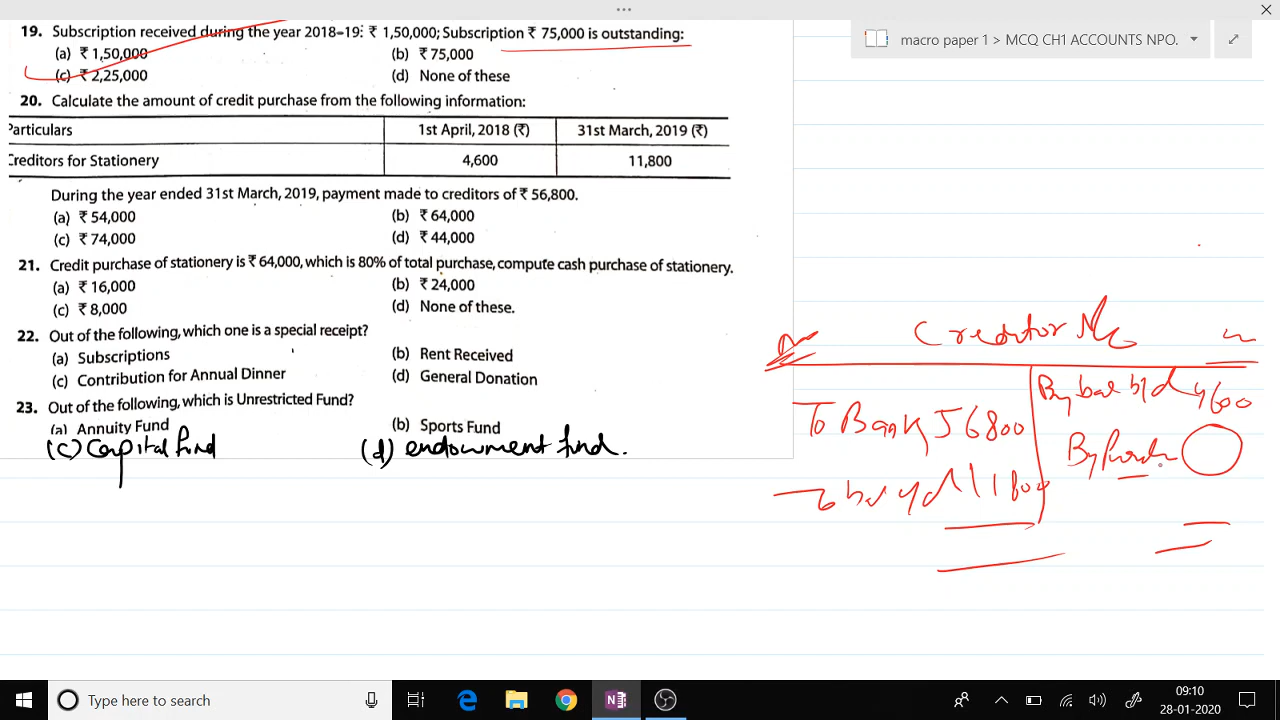 macro paper 1 > MCQ CH1 ACCOUNTS NPO.
19. Subscription received during the year 2018-19: ₹ 1,50,000; Subscription ₹ 75,000 is outstanding:
(a) ₹ 1,50,000 (b) ₹ 75,000
(c) ₹ 2,25,000 (d) None of these
20. Calculate the amount of credit purchase from the following information:
Particulars 1st April, 2018 (₹) 31st March, 2019 (₹)
Creditors for Stationery 4,600 11,800
During the year ended 31st March, 2019, payment made to creditors of ₹ 56,800.
(a) ₹ 54,000 (b) ₹ 64,000
(c) ₹ 74,000 (d) ₹ 44,000
21. Credit purchase of stationery is ₹ 64,000, which is 80% of total purchase, compute cash purchase of stationery.
(a) ₹ 16,000 (b) ₹ 24,000
(c) ₹ 8,000 (d) None of these.
22. Out of the following, which one is a special receipt?
(a) Subscriptions (b) Rent Received
(c) Contribution for Annual Dinner (d) General Donation
23. Out of the following, which is Unrestricted Fund?
(a) Annuity Fund (b) Sports Fund
(c) Capital fund (d) endowment fund.
Creditor A/c
By bal b/d 4600
To Bank 56800
By
To bal c/d 11800
Type here to search
09:10
28-01-2020